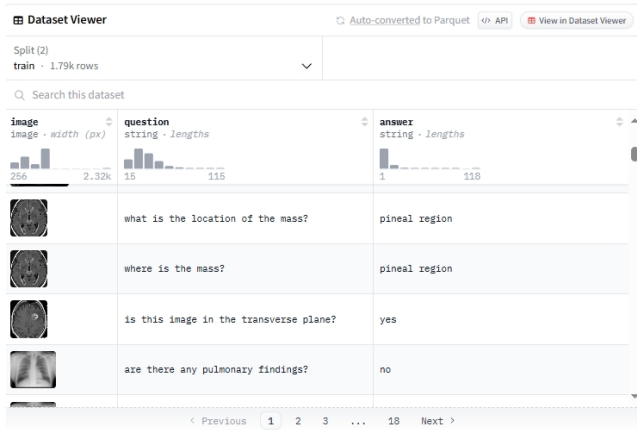 Dataset Viewer
Auto-converted to Parquet
API
View in Dataset Viewer
Split (2)
train · 1.79k rows
Search this dataset
image
image · width (px)
256 2.32k
question
string · lengths
15 115
answer
string · lengths
1 118
what is the location of the mass? pineal region
where is the mass? pineal region
is this image in the transverse plane? yes
are there any pulmonary findings? no
< Previous 1 2 3 ... 18 Next >